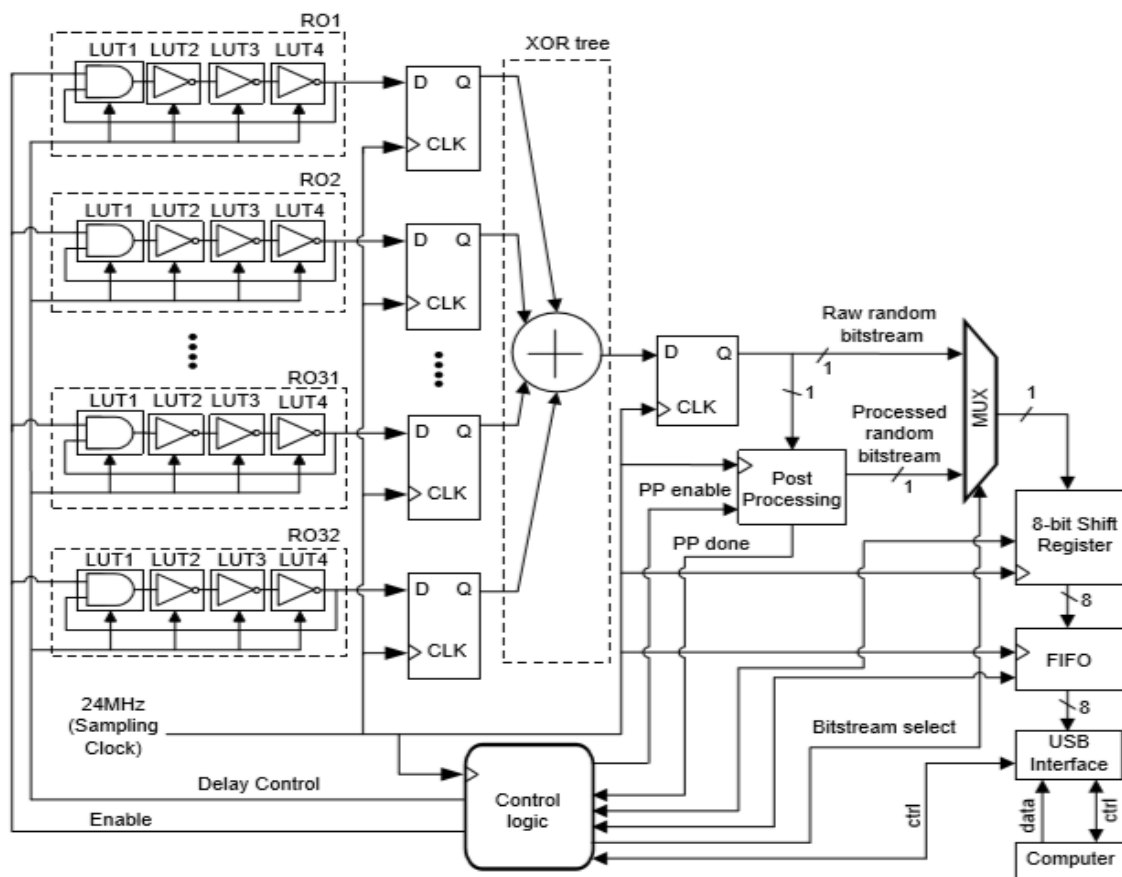 RO1
LUT1 LUT2 LUT3 LUT4
D Q
CLK
XOR tree
RO2
LUT1 LUT2 LUT3 LUT4
D Q
CLK
RO31
LUT1 LUT2 LUT3 LUT4
D Q
CLK
RO32
LUT1 LUT2 LUT3 LUT4
D Q
CLK
D Q
CLK
Raw random
bitstream
1
1
Processed
random
bitstream
1
MUX
1
PP enable
Post
Processing
PP done
8-bit Shift
Register
8
FIFO
8
USB
Interface
data
ctrl
Computer
24MHz
(Sampling
Clock)
Delay Control
Enable
Control
logic
Bitstream select
ctrl